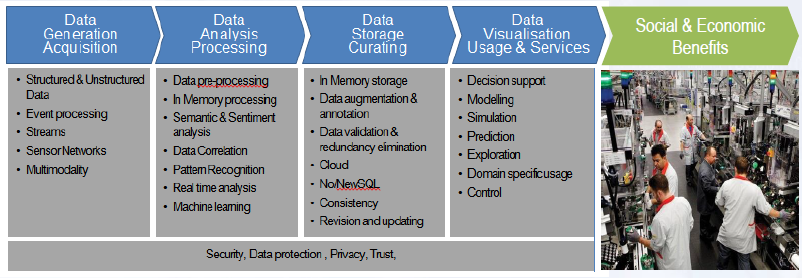 Data
Generation
Acquisition
Structured & Unstructured
Data
Event processing
Streams
Sensor Networks
Multimodality
Data
Analysis
Processing
Data pre-processing
In Memory processing
Semantic & Sentiment
analysis
Data Correlation
Pattern Recognition
Real time analysis
Machine learning
Data
Storage
Curating
In Memory storage
Data augmentation &
annotation
Data validation &
redundancy elimination
Cloud
No/NewSQL
Consistency
Revision and updating
Data
Visualisation
Usage & Services
Decision support
Modelling
Simulation
Prediction
Exploration
Domain specific usage
Control
Social & Economic
Benefits
Security, Data protection , Privacy, Trust,